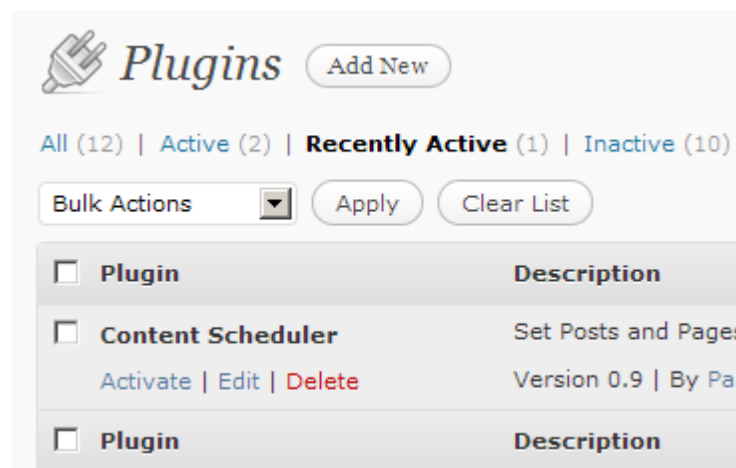 Plugins Add New
All (12) | Active (2) | Recently Active (1) | Inactive (10)
Bulk Actions Apply Clear List
Plugin Description
Content Scheduler Set Posts and Pages
Activate | Edit | Delete Version 0.9 | By Pa
Plugin Description